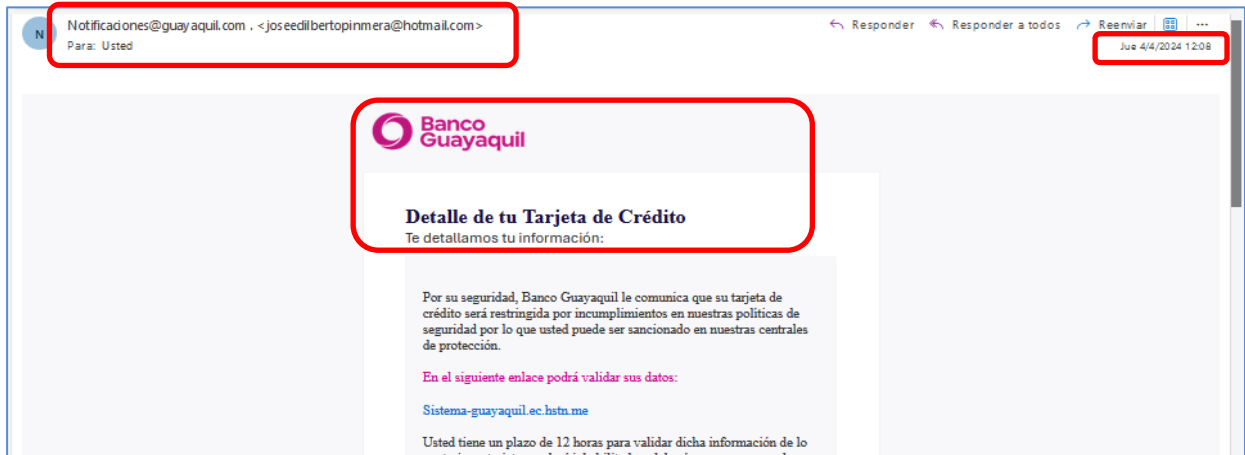 N
Notificaciones@guayaquil.com . <joseedilbertopinmera@hotmail.com>
Para: Usted
Responder Responder a todos Reenviar ...
Jue 4/4/2024 12:08
Banco
Guayaquil
Detalle de tu Tarjeta de Crédito
Te detallamos tu información:
Por su seguridad, Banco Guayaquil le comunica que su tarjeta de
crédito será restringida por incumplimientos en nuestras políticas de
seguridad por lo que usted puede ser sancionado en nuestras centrales
de protección.
En el siguiente enlace podrá validar sus datos:
Sistema-guayaquil.ec.hstn.me
Usted tiene un plazo de 12 horas para validar dicha información de lo